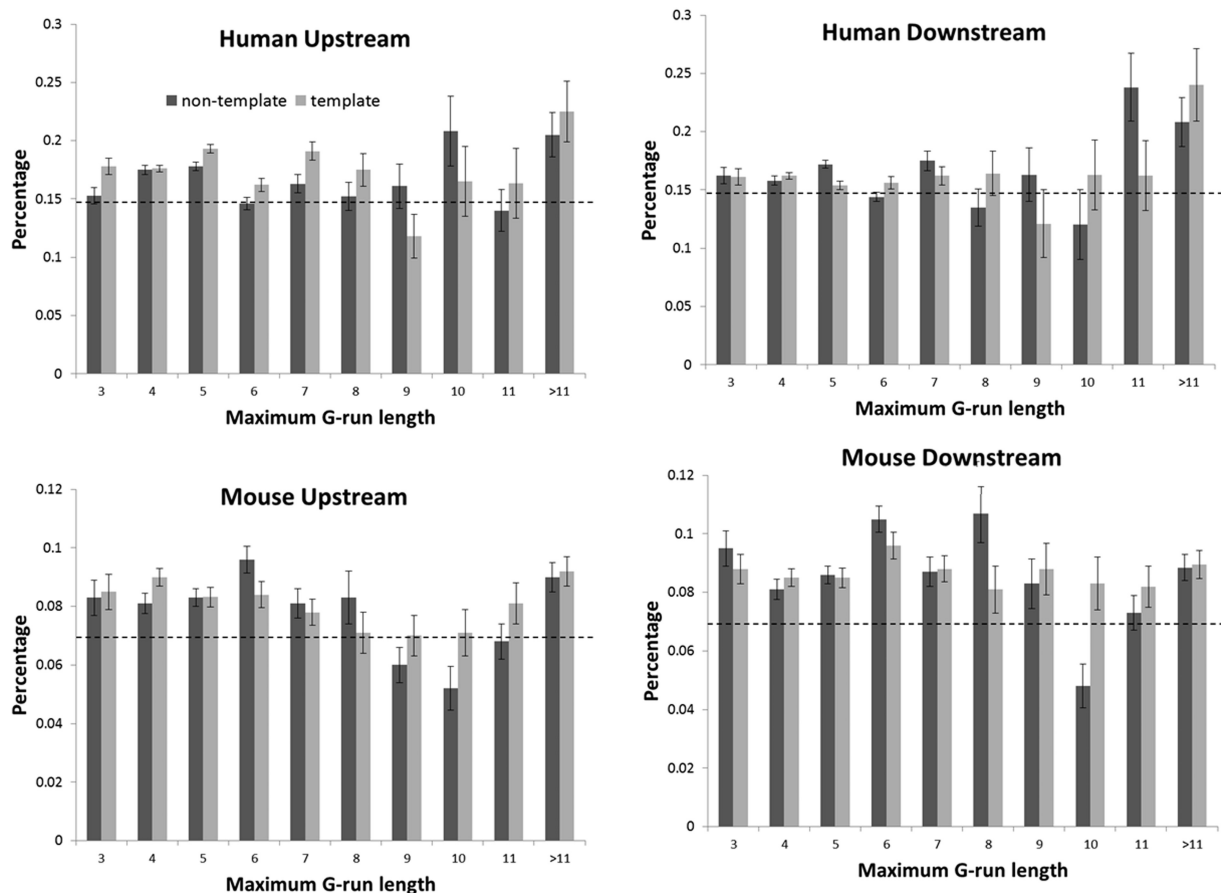 Human Upstream
non-template template
Percentage
0.3
0.25
0.2
0.15
0.1
0.05
0
3 4 5 6 7 8 9 10 11 >11
Maximum G-run length
Human Downstream
Percentage
0.3
0.25
0.2
0.15
0.1
0.05
0
3 4 5 6 7 8 9 10 11 >11
Maximum G-run length
Mouse Upstream
Percentage
0.12
0.1
0.08
0.06
0.04
0.02
0
3 4 5 6 7 8 9 10 11 >11
Maximum G-run length
Mouse Downstream
Percentage
0.12
0.1
0.08
0.06
0.04
0.02
0
3 4 5 6 7 8 9 10 11 >11
Maximum G-run length